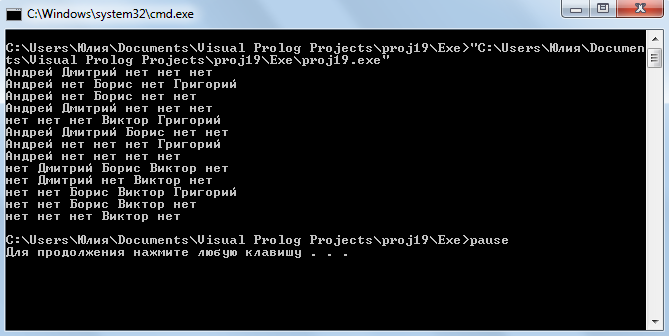 C:\Windows\system32\cmd.exe
C:\Users\Юлия\Documents\Visual Prolog Projects\proj19\Exe>"C:\Users\Юлия\Documen
ts\Visual Prolog Projects\proj19\Exe\proj19.exe"
Андрей Дмитрий нет нет нет
Андрей нет Борис нет Григорий
Андрей нет Борис нет нет
Андрей Дмитрий нет нет нет
нет нет нет Виктор Григорий
Андрей Дмитрий Борис нет нет
Андрей нет нет нет Григорий
Андрей нет нет нет нет
нет Дмитрий Борис Виктор нет
нет Дмитрий нет Виктор нет
нет нет Борис Виктор Григорий
нет нет Борис Виктор нет
нет нет нет Виктор нет
C:\Users\Юлия\Documents\Visual Prolog Projects\proj19\Exe>pause
Для продолжения нажмите любую клавишу . . .